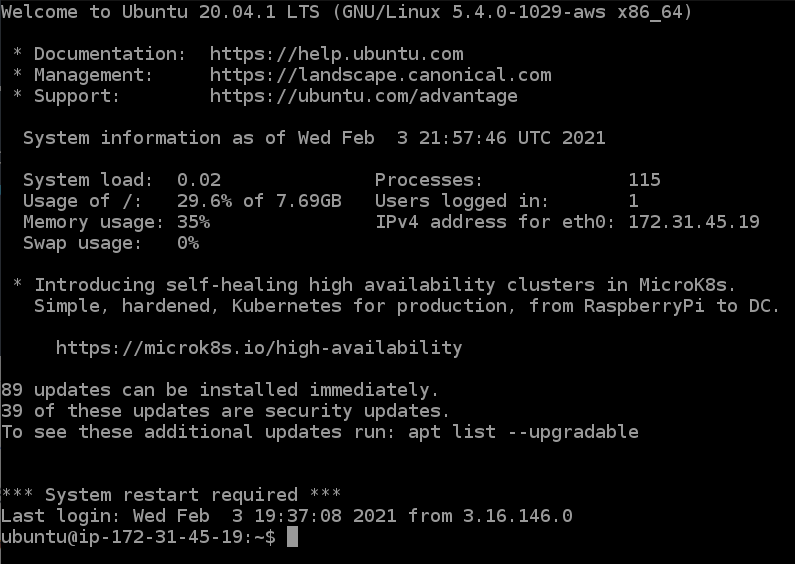 Welcome to Ubuntu 20.04.1 LTS (GNU/Linux 5.4.0-1029-aws x86_64)

 * Documentation:  https://help.ubuntu.com
 * Management:     https://landscape.canonical.com
 * Support:        https://ubuntu.com/advantage

  System information as of Wed Feb  3 21:57:46 UTC 2021

  System load:  0.02              Processes:             115
  Usage of /:   29.6% of 7.69GB   Users logged in:       1
  Memory usage: 35%               IPv4 address for eth0: 172.31.45.19
  Swap usage:   0%

 * Introducing self-healing high availability clusters in MicroK8s.
   Simple, hardened, Kubernetes for production, from RaspberryPi to DC.

     https://microk8s.io/high-availability

89 updates can be installed immediately.
39 of these updates are security updates.
To see these additional updates run: apt list --upgradable


*** System restart required ***
Last login: Wed Feb  3 19:37:08 2021 from 3.16.146.0
ubuntu@ip-172-31-45-19:~$